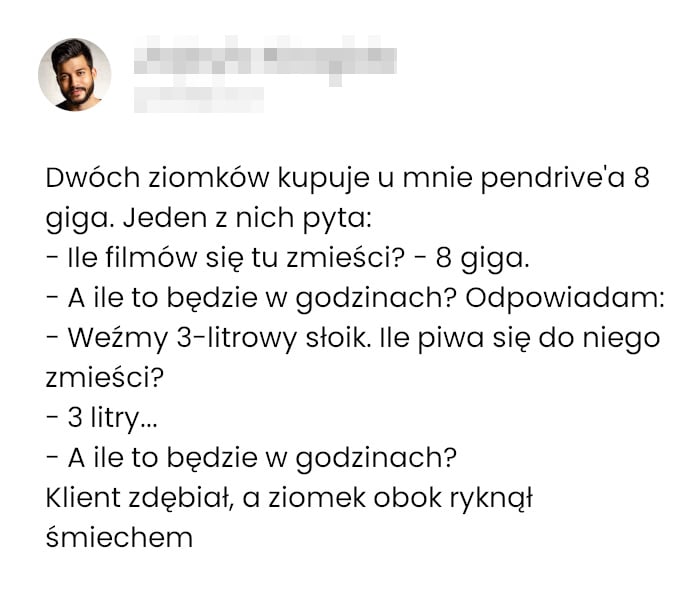 Dwóch ziomków kupuje u mnie pendrive'a 8
giga. Jeden z nich pyta:
- Ile filmów się tu zmieści? - 8 giga.
- A ile to będzie w godzinach? Odpowiadam:
- Weźmy 3-litrowy słoik. Ile piwa się do niego
zmieści?
- 3 litry...
- A ile to będzie w godzinach?
Klient zdębiał, a ziomek obok ryknął
śmiechem